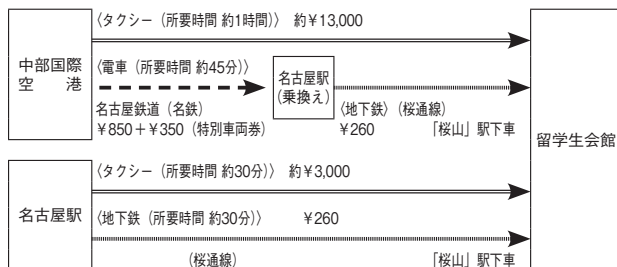 〈タクシー（所要時間 約1時間）〉 約¥13,000
中部国際
空　港
〈電車（所要時間 約45分）〉
名古屋駅
（乗換え）
名古屋鉄道（名鉄）
¥850＋¥350（特別車両券）
〈地下鉄〉（桜通線）
¥260　「桜山」駅下車
留学生会館
〈タクシー（所要時間 約30分）〉 約¥3,000
名古屋駅
〈地下鉄（所要時間 約30分）〉　¥260
（桜通線）　「桜山」駅下車